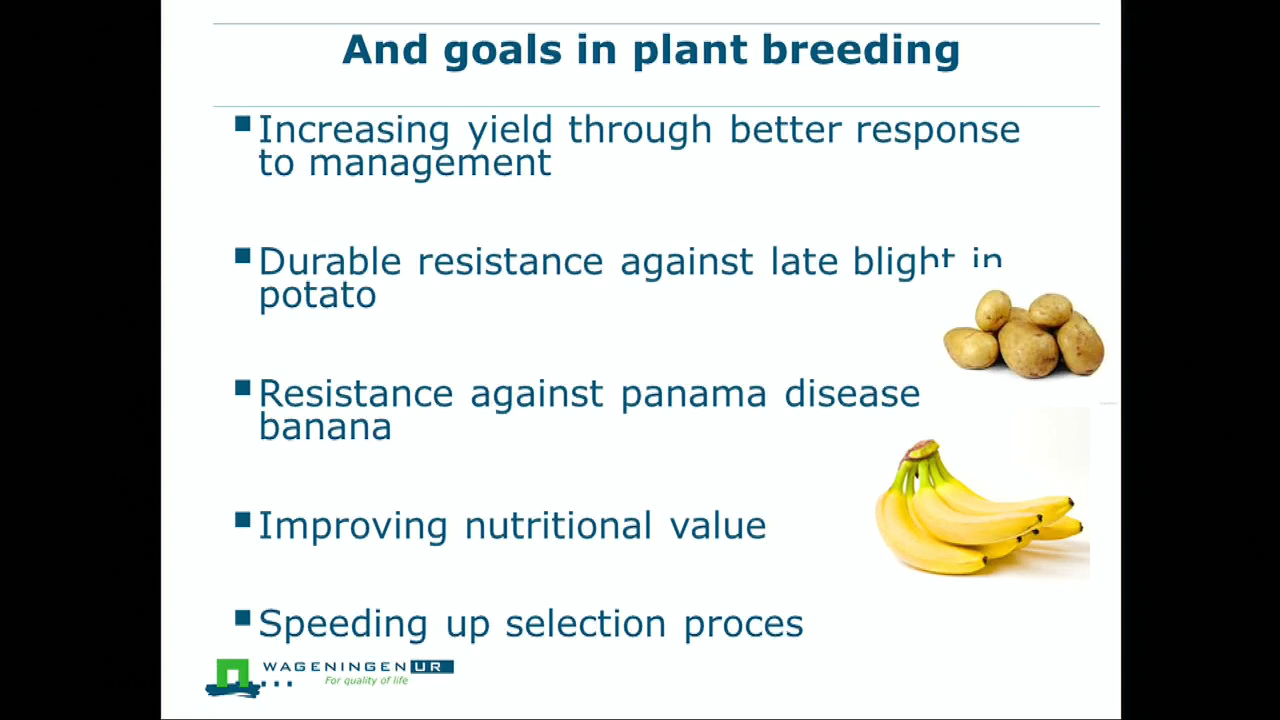 And goals in plant breeding
Increasing yield through better response
to management
Durable resistance against late blight in
potato
Resistance against panama disease
banana
Improving nutritional value
Speeding up selection proces
WAGENINGEN UR
For quality of life